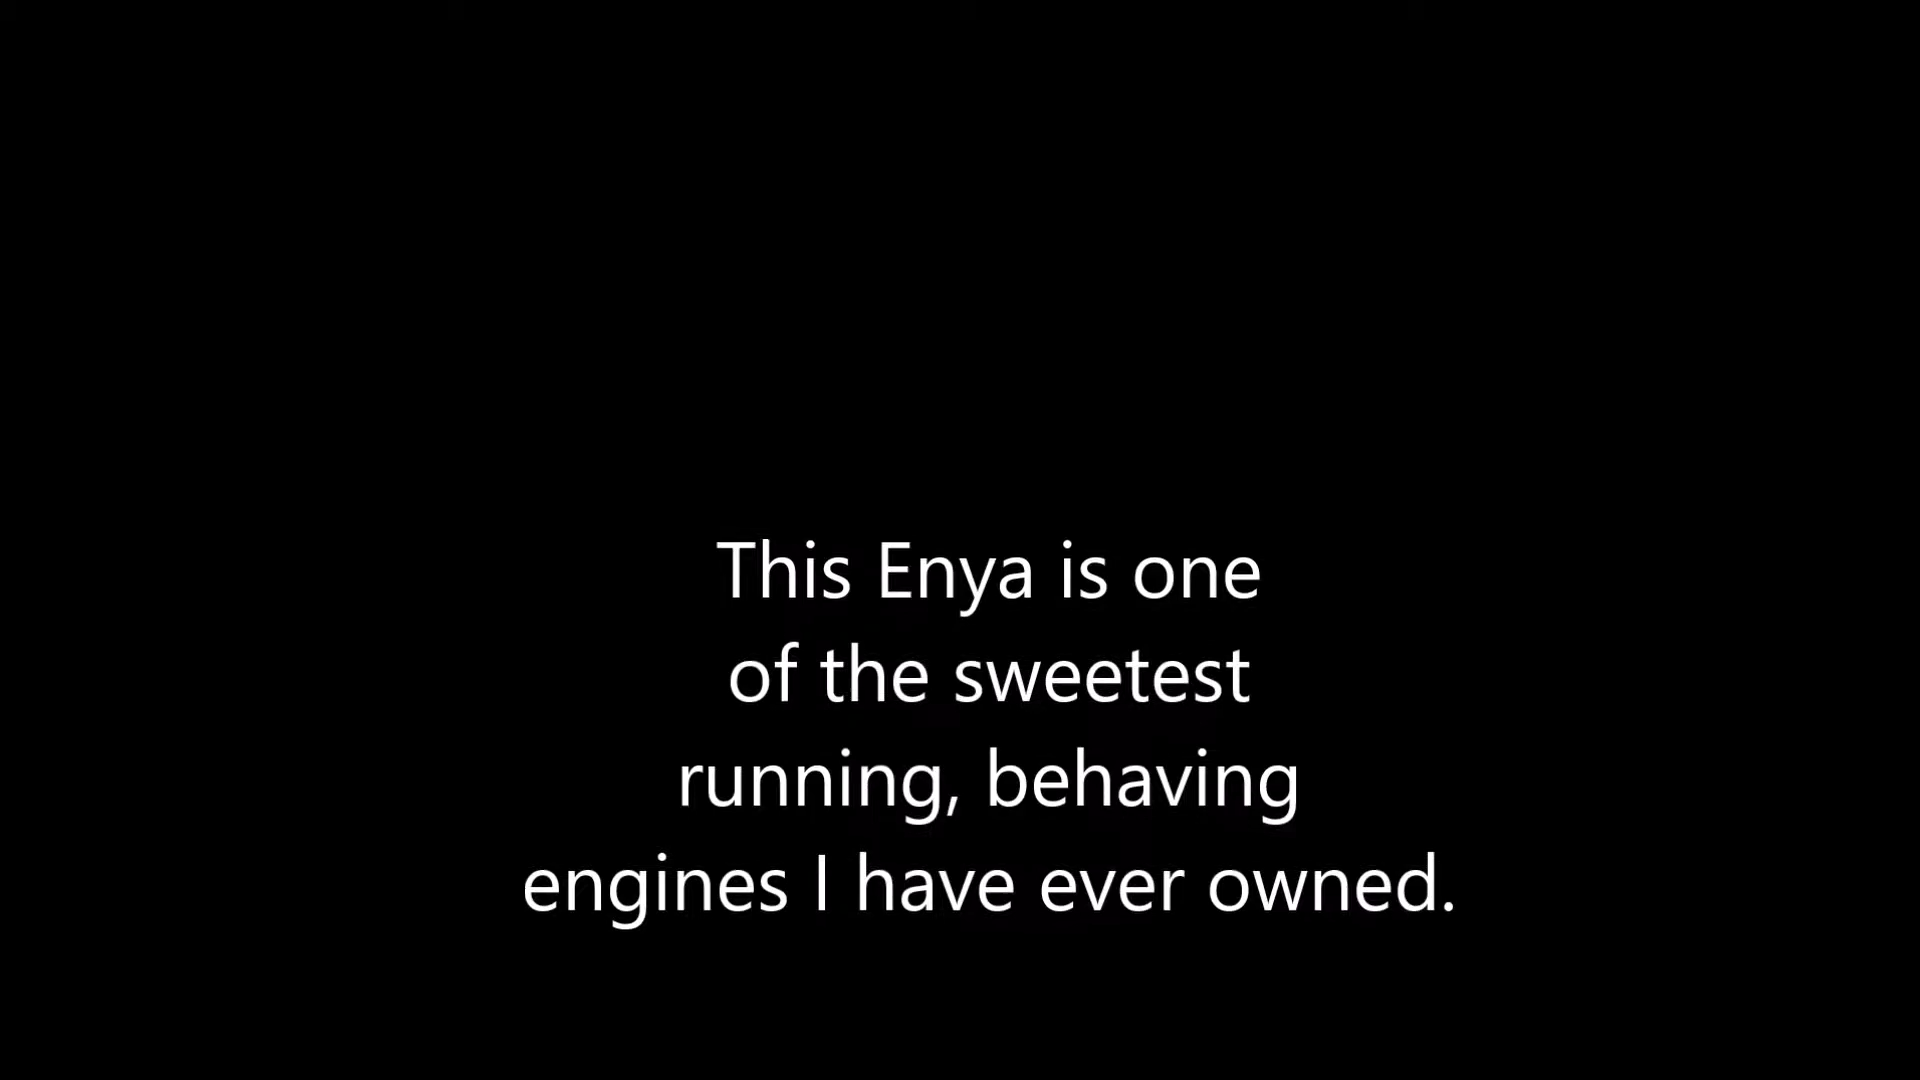 This Enya is one
of the sweetest
running, behaving
engines I have ever owned.